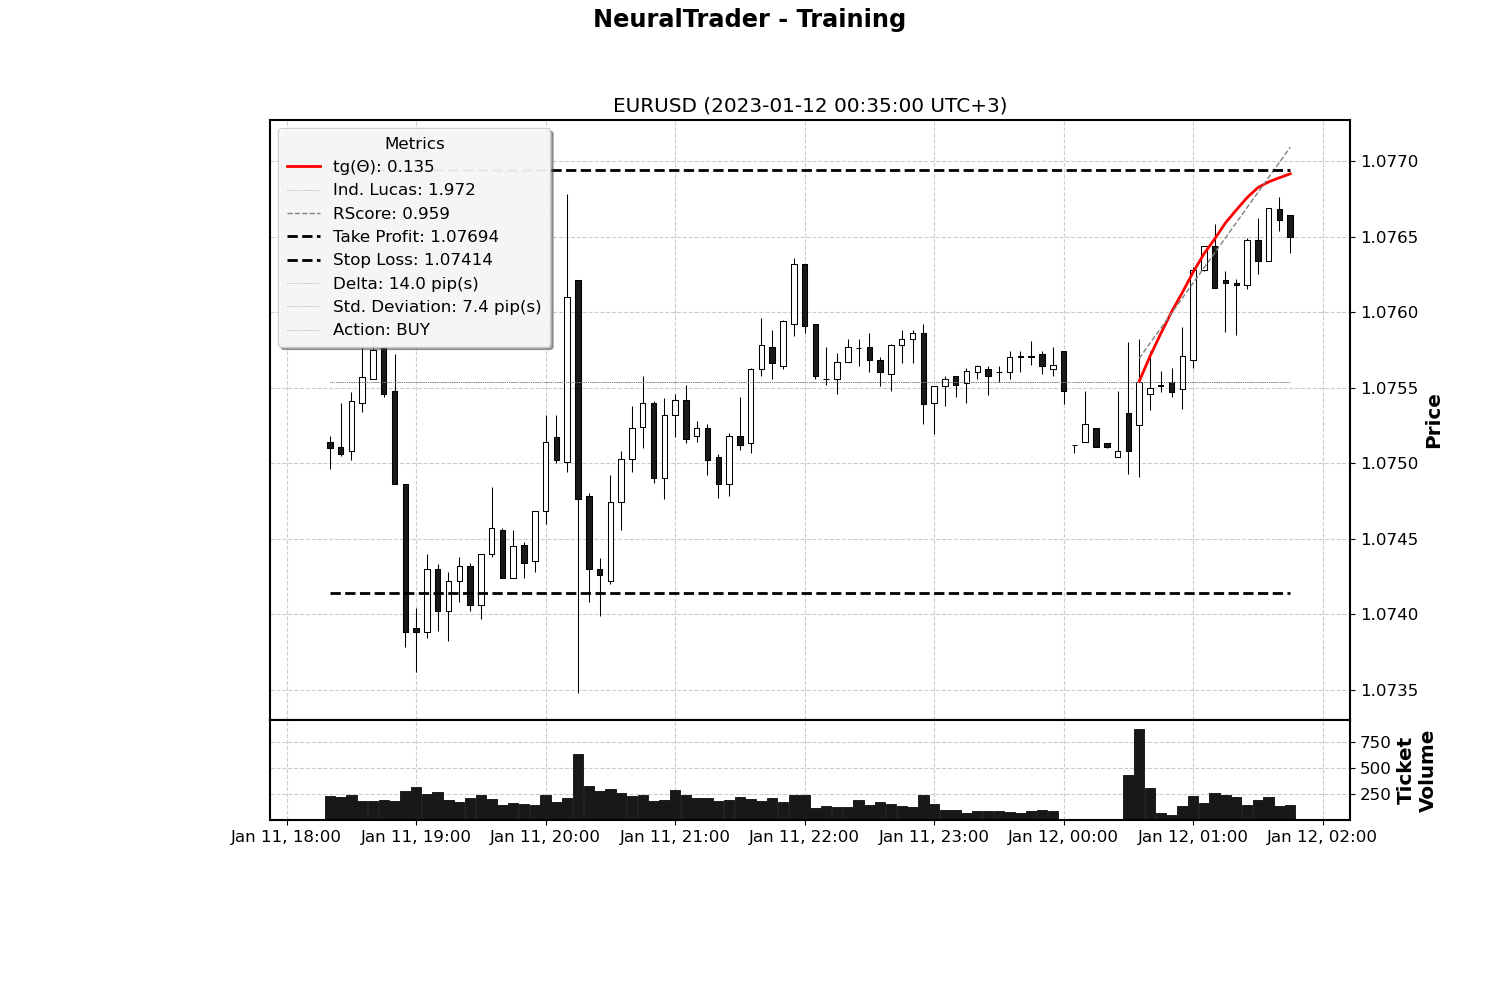 NeuralTrader - Training
EURUSD (2023-01-12 00:35:00 UTC+3)
Metrics
tg(Θ): 0.135
Ind. Lucas: 1.972
RScore: 0.959
Take Profit: 1.07694
Stop Loss: 1.07414
Delta: 14.0 pip(s)
Std. Deviation: 7.4 pip(s)
Action: BUY
1.0770
1.0765
1.0760
1.0755
1.0750
1.0745
1.0740
1.0735
Price
750
500
250
Ticket
Volume
Jan 11, 18:00
Jan 11, 19:00
Jan 11, 20:00
Jan 11, 21:00
Jan 11, 22:00
Jan 11, 23:00
Jan 12, 00:00
Jan 12, 01:00
Jan 12, 02:00